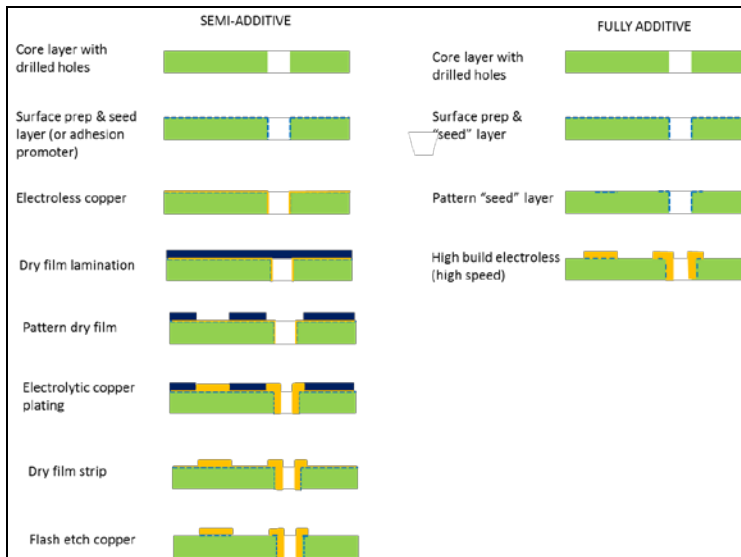 SEMI-ADDITIVE
Core layer with
drilled holes
Surface prep & seed
layer (or adhesion
promoter)
Electroless copper
Dry film lamination
Pattern dry film
Electrolytic copper
plating
Dry film strip
Flash etch copper
FULLY ADDITIVE
Core layer with
drilled holes
Surface prep &
"seed" layer
Pattern "seed" layer
High build electroless
(high speed)